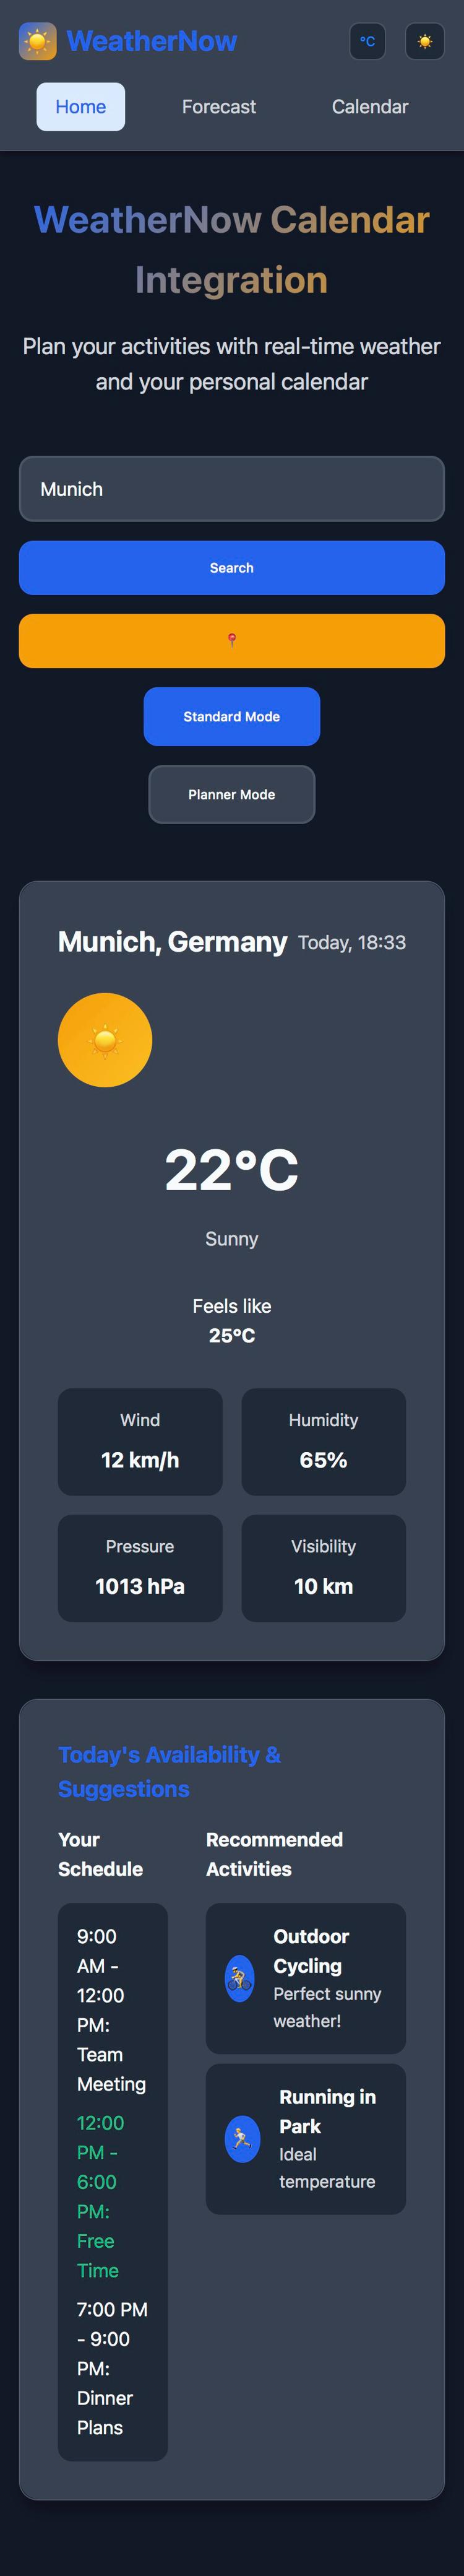 WeatherNow
°C
Home Forecast Calendar
WeatherNow Calendar
Integration
Plan your activities with real-time weather
and your personal calendar
Munich
Search
Standard Mode
Planner Mode
Munich, Germany Today, 18:33
22°C
Sunny
Feels like
25°C
Wind
12 km/h
Humidity
65%
Pressure
1013 hPa
Visibility
10 km
Today's Availability &
Suggestions
Your
Schedule
9:00
AM -
12:00
PM:
Team
Meeting
12:00
PM -
6:00
PM:
Free
Time
7:00 PM
- 9:00
PM:
Dinner
Plans
Recommended
Activities
Outdoor
Cycling
Perfect sunny
weather!
Running in
Park
Ideal
temperature